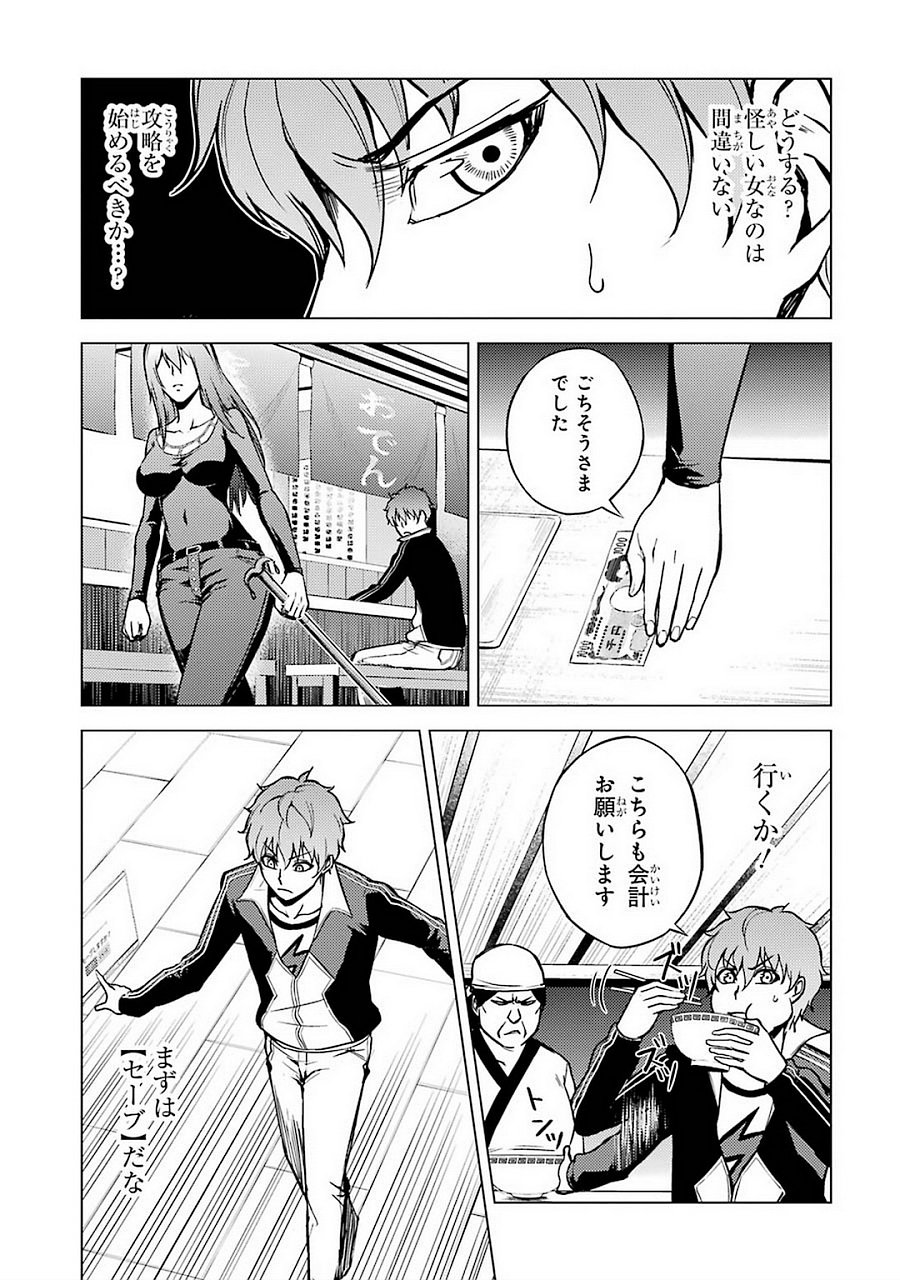 どうする?
怪しい女なのは
間違いない
攻略を
始めるべきか…?
ごちそうさま
でした
1000
おでん
行くか!
こちらも会計
お願いします
ズズ
ズッ
トンッ
まずは
【セーブ】だな